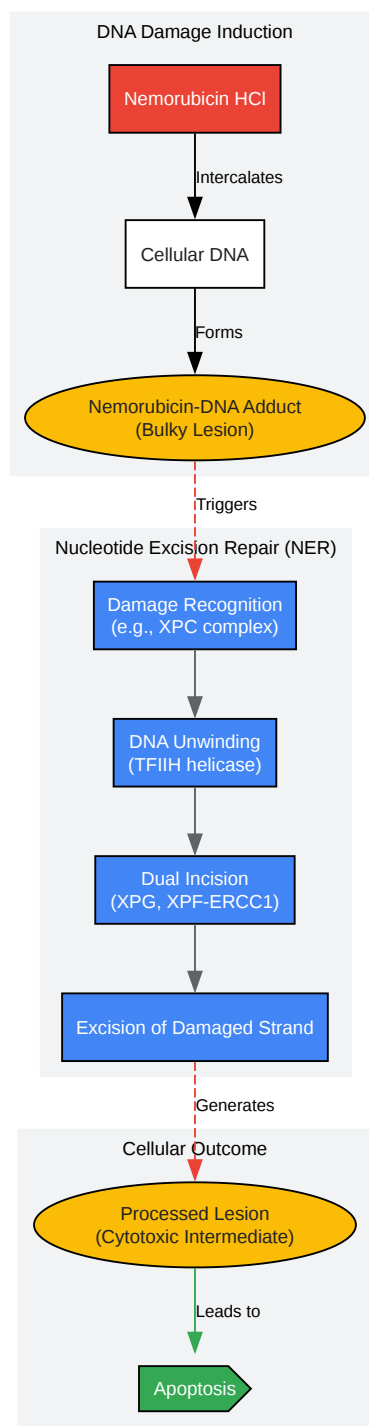 DNA Damage Induction
Nemorubicin HCl
Intercalates
Cellular DNA
Forms
Nemorubicin-DNA Adduct
(Bulky Lesion)
Triggers
Nucleotide Excision Repair (NER)
Damage Recognition
(e.g., XPC complex)
DNA Unwinding
(TFIIH helicase)
Dual Incision
(XPG, XPF-ERCC1)
Excision of Damaged Strand
Generates
Cellular Outcome
Processed Lesion
(Cytotoxic Intermediate)
Leads to
Apoptosis